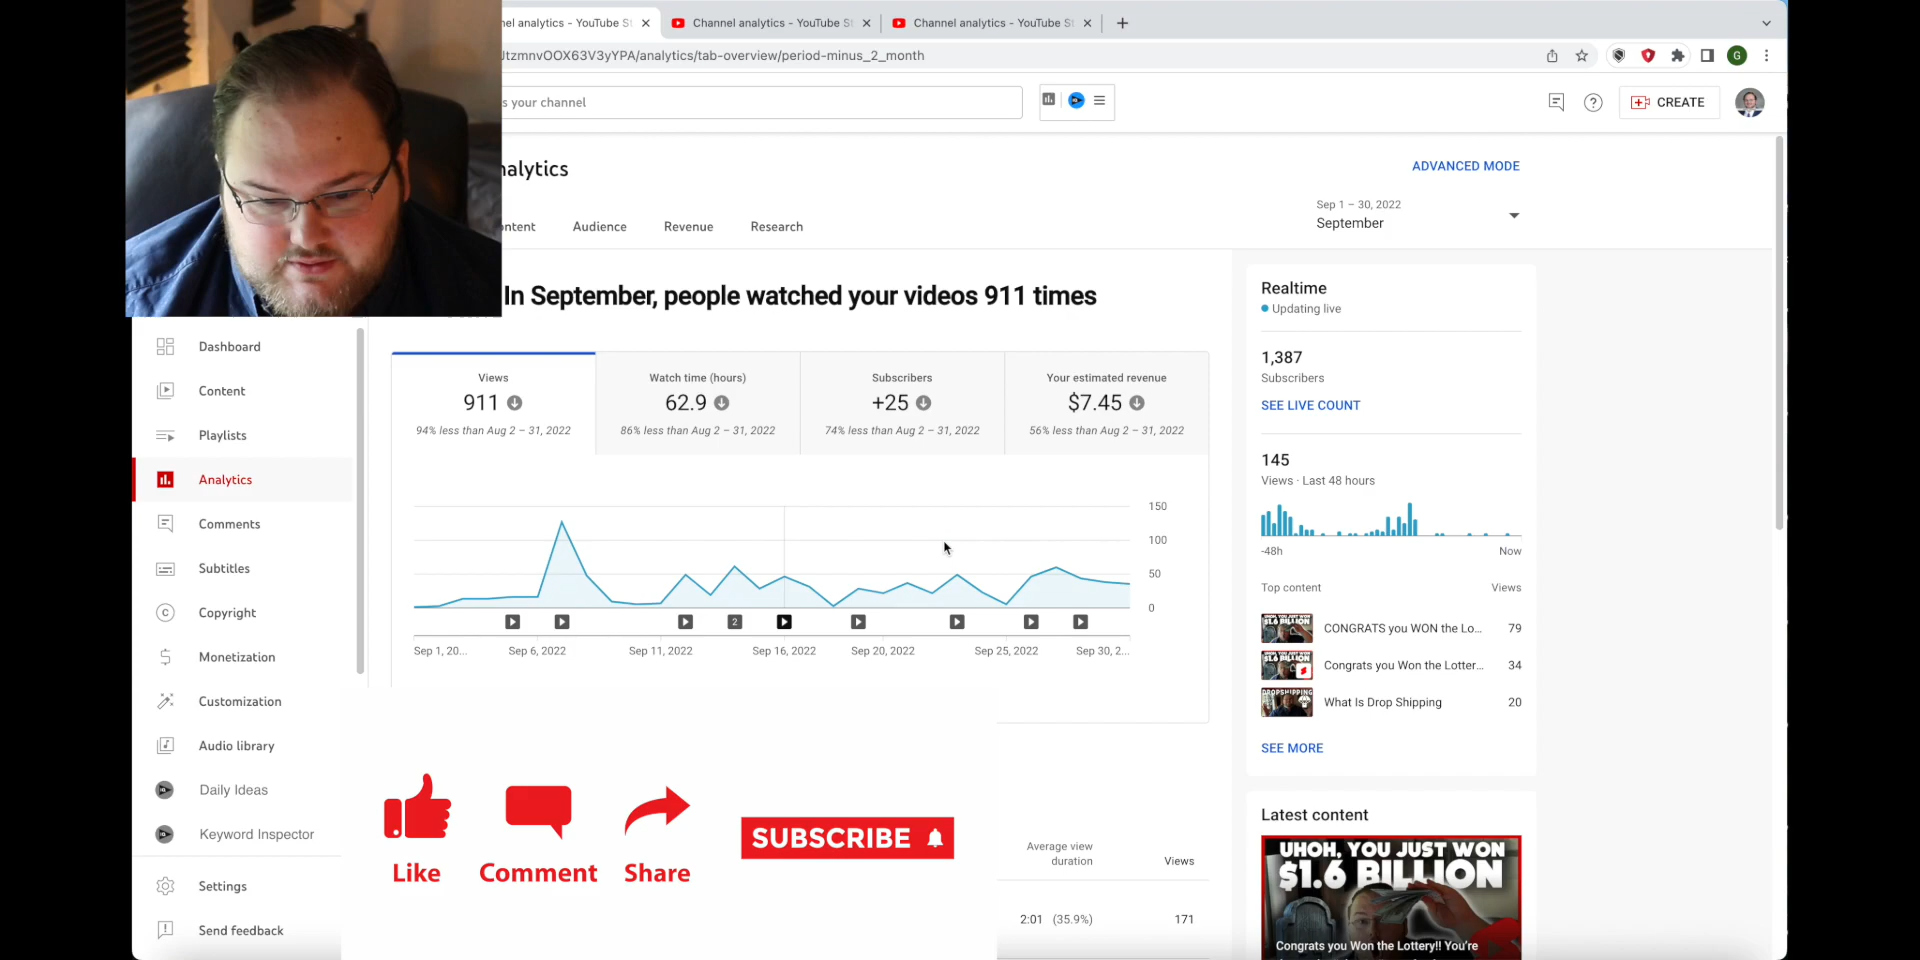 nel analytics - YouTube St
Channel analytics - YouTube St
Channel analytics - YouTube St
JtzmnvOOX63V3yYPA/analytics/tab-overview/period-minus_2_month
G
s your channel
CREATE
nalytics
ADVANCED MODE
ontent
Audience
Revenue
Research
Sep 1 – 30, 2022
September
In September, people watched your videos 911 times
Dashboard
Content
Playlists
Analytics
Comments
Subtitles
Copyright
Monetization
Customization
Audio library
Daily Ideas
Keyword Inspector
Settings
Send feedback
Views
911
94% less than Aug 2 – 31, 2022
Watch time (hours)
62.9
86% less than Aug 2 – 31, 2022
Subscribers
+25
74% less than Aug 2 – 31, 2022
Your estimated revenue
$7.45
56% less than Aug 2 – 31, 2022
150
100
50
0
2
Sep 1, 20...
Sep 6, 2022
Sep 11, 2022
Sep 16, 2022
Sep 20, 2022
Sep 25, 2022
Sep 30, 2...
Like
Comment
Share
SUBSCRIBE
Average view
duration
Views
2:01 (35.9%)
171
Realtime
Updating live
1,387
Subscribers
SEE LIVE COUNT
145
Views · Last 48 hours
-48h
Now
Top content
Views
CONGRATS you WON the Lo...
79
Congrats you Won the Lotter...
34
What Is Drop Shipping
20
SEE MORE
Latest content
UHOH, YOU JUST WON
$1.6 BILLION
Congrats you Won the Lottery!! You're